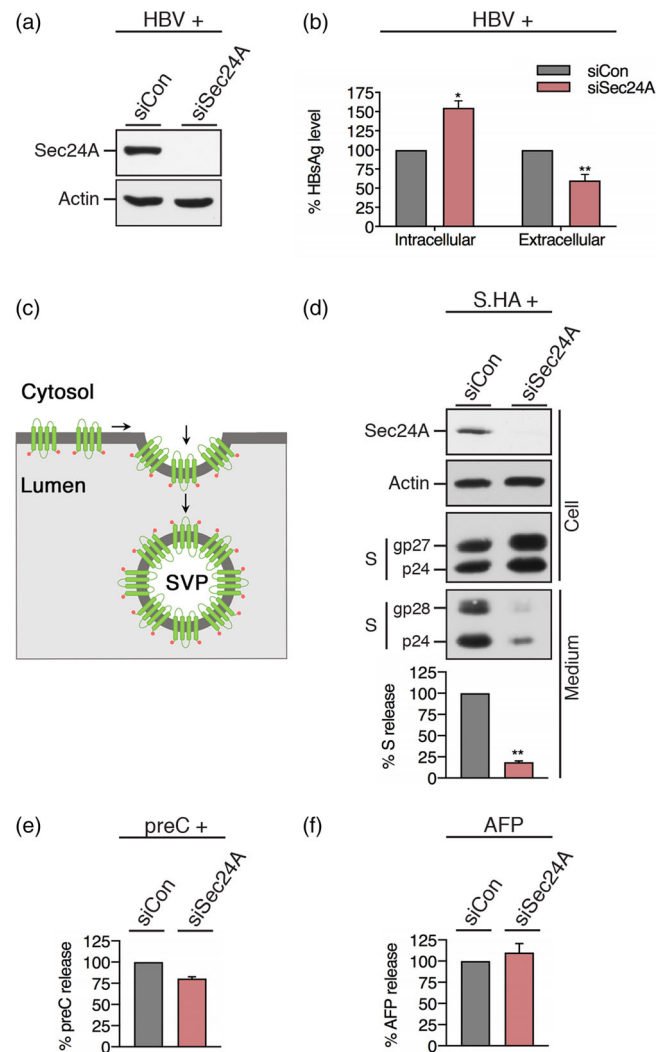 (a)
HBV +
siCon
siSec24A
Sec24A
Actin
(b)
HBV +
siCon
siSec24A
% HBsAg level
175
150
125
100
75
50
25
0
*
**
Intracellular
Extracellular
(c)
Cytosol
Lumen
SVP
(d)
S.HA +
siCon
siSec24A
Sec24A
Actin
S
gp27
p24
Cell
S
gp28
p24
Medium
% S release
125
100
75
50
25
0
**
(e)
preC +
siCon
siSec24A
% preC release
125
100
75
50
25
0
(f)
AFP
siCon
siSec24A
% AFP release
125
100
75
50
25
0